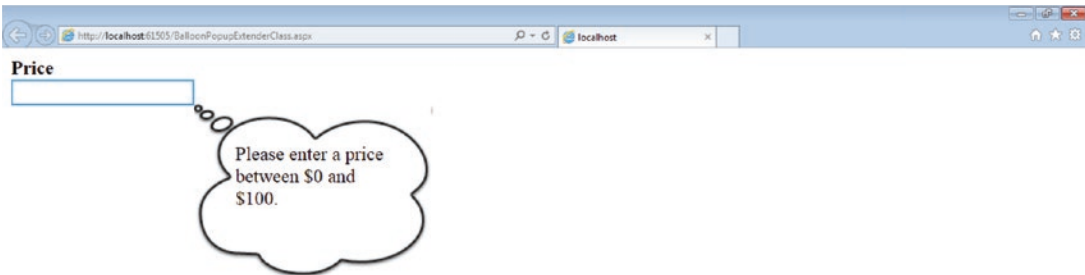 http://localhost:61505/BalloonPopupExtenderClass.aspx
localhost
Price
Please enter a price
between $0 and
$100.